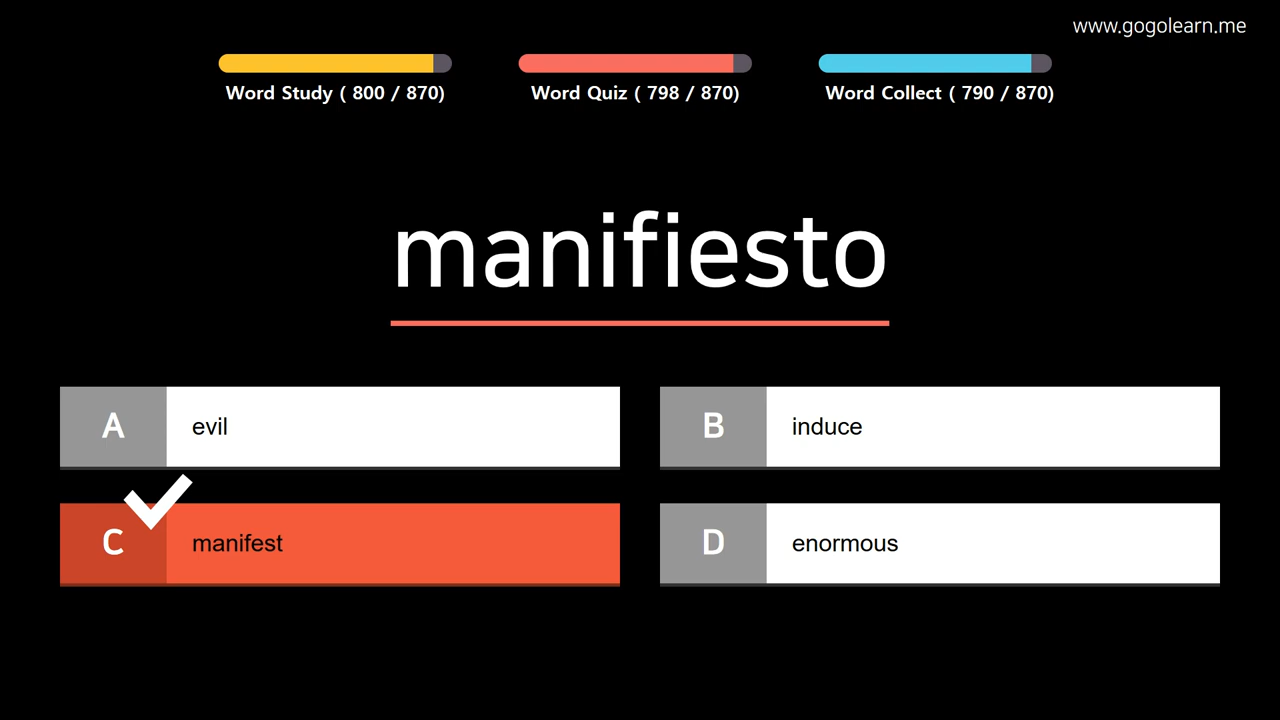 www.gogolearn.me
Word Study ( 800 / 870)
Word Quiz ( 798 / 870)
Word Collect ( 790 / 870)
manifiesto
A
evil
B
induce
C
manifest
D
enormous